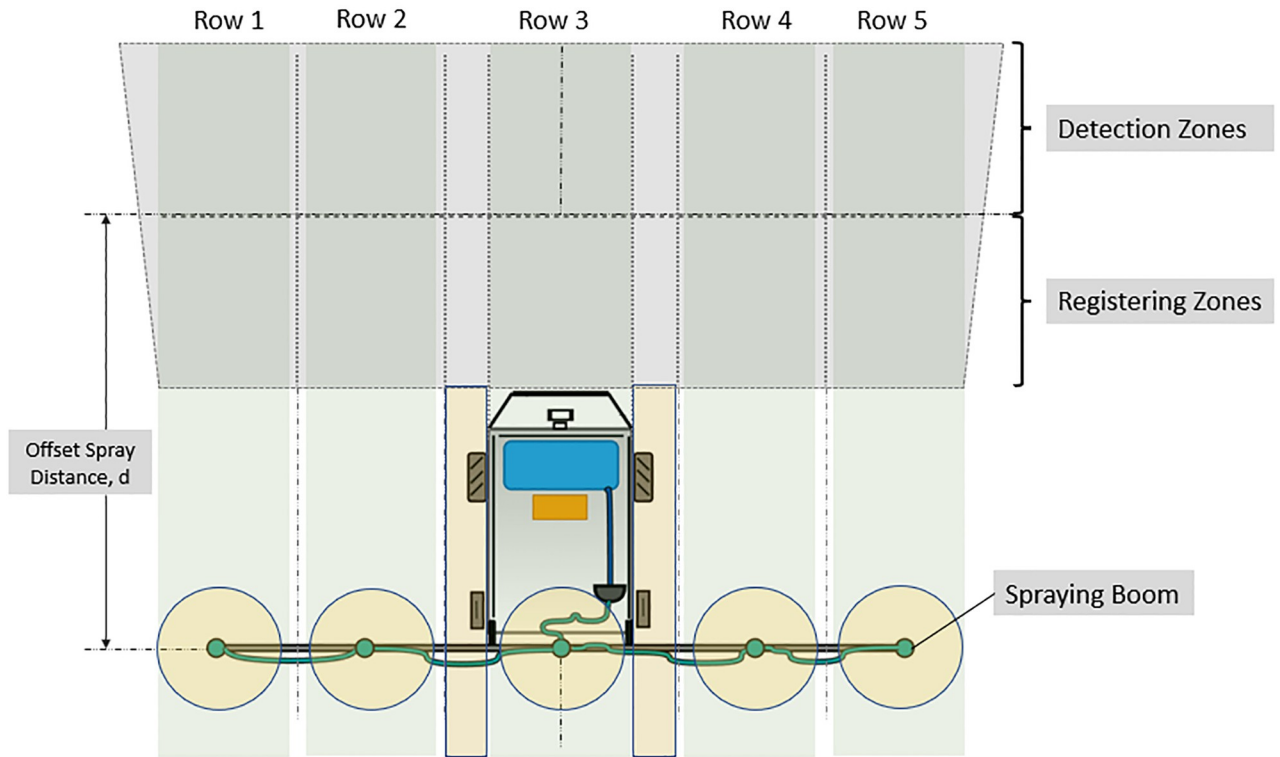 Row 1
Row 2
Row 3
Row 4
Row 5
Detection Zones
Registering Zones
Offset Spray
Distance, d
Spraying Boom